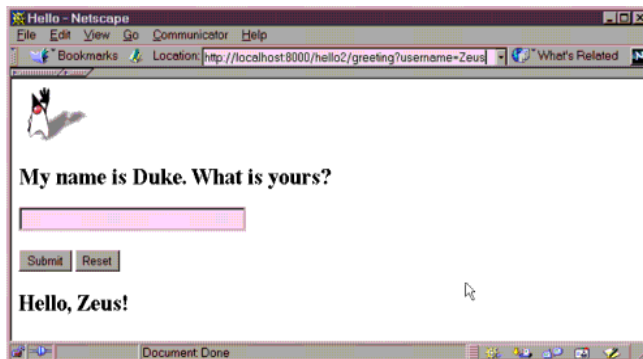 Hello - Netscape
File Edit View Go Communicator Help
Bookmarks Location: http://localhost:8000/hello2/greeting?username=Zeus What's Related N
My name is Duke. What is yours?
Submit Reset
Hello, Zeus!
Document Done